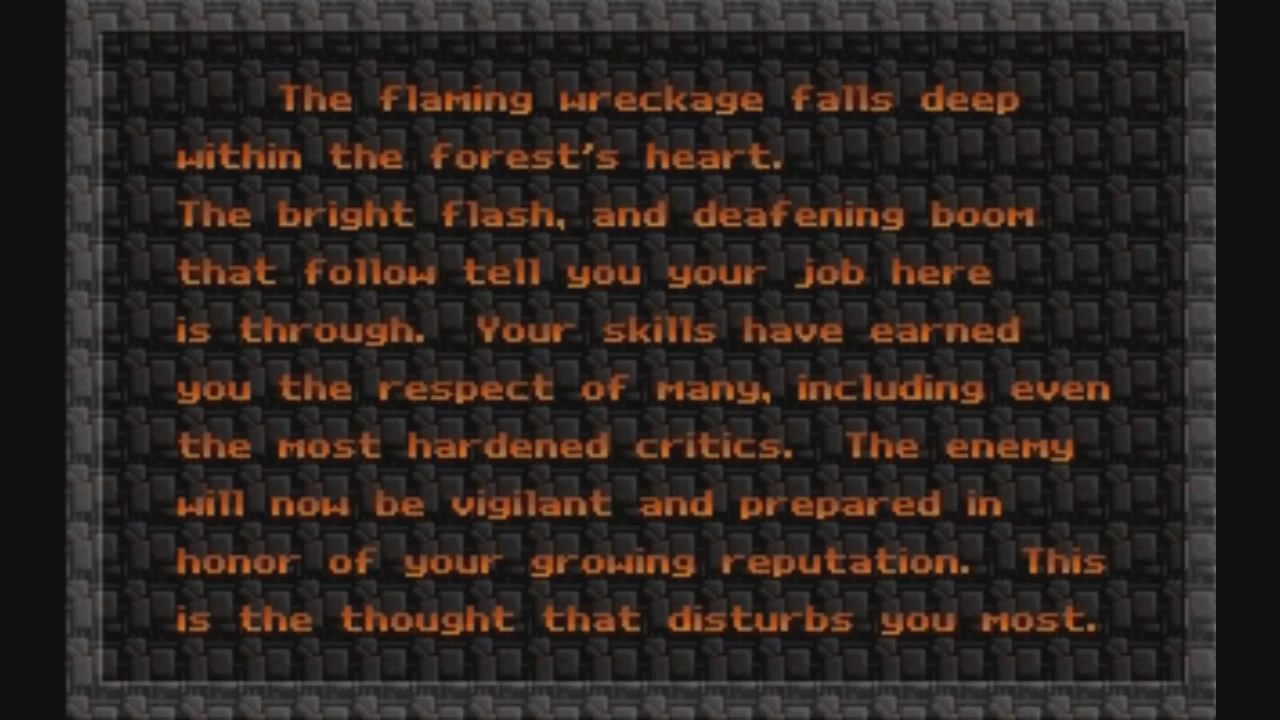 The flaming wreckage falls deep
within the forest's heart.
The bright flash, and deafening boom
that follow tell you your job here
is through.  Your skills have earned
you the respect of many, including even
the most hardened critics.  The enemy
will now be vigilant and prepared in
honor of your growing reputation.  This
is the thought that disturbs you most.